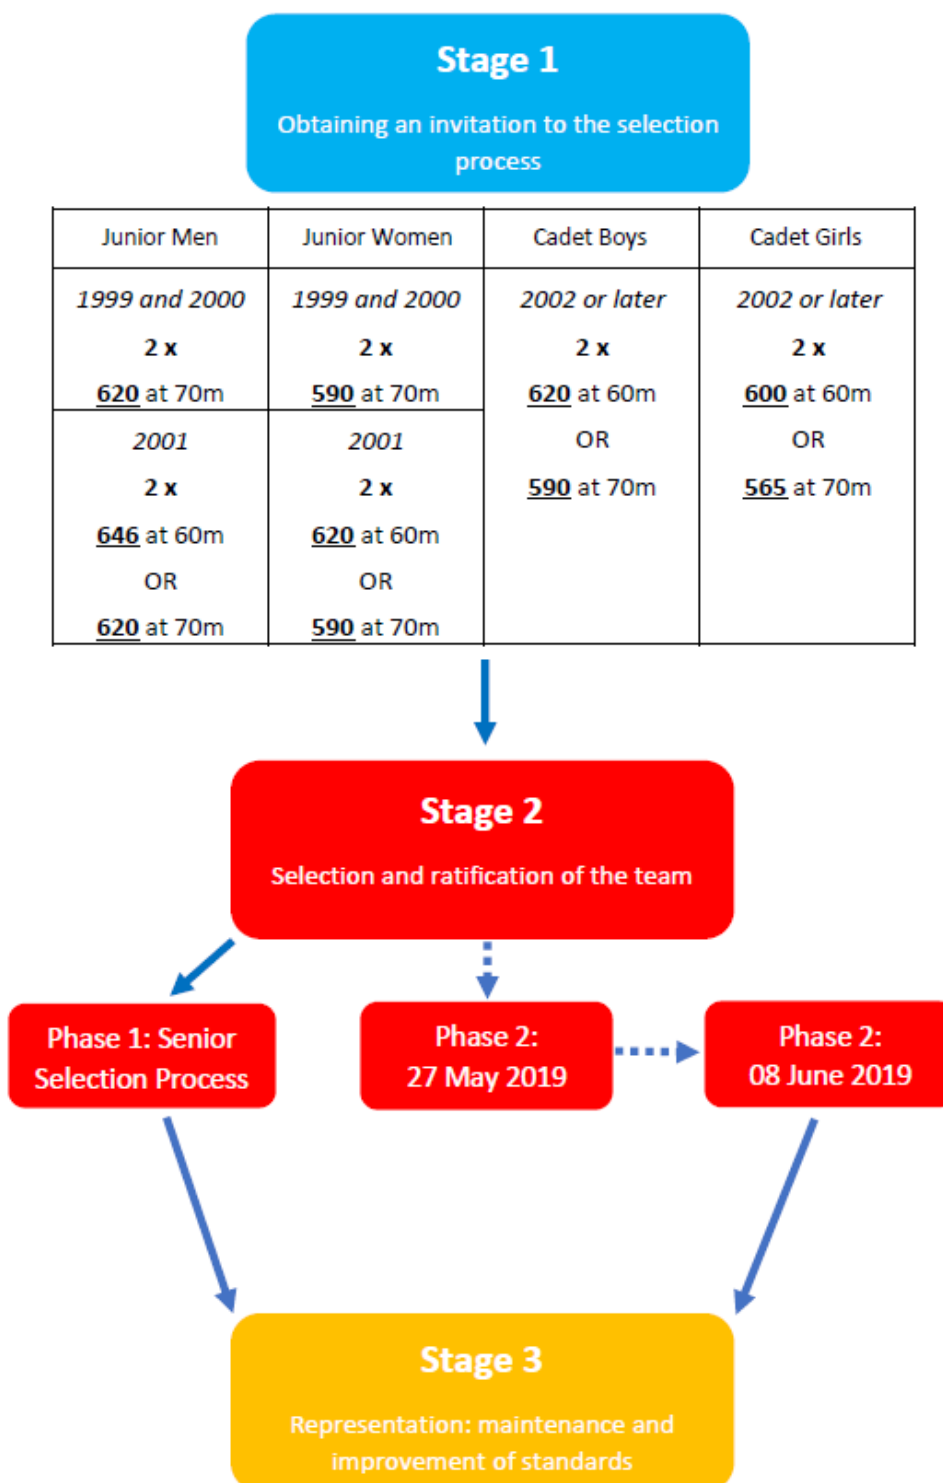 Stage 1
Obtaining an invitation to the selection
process
Junior Men
Junior Women
Cadet Boys
Cadet Girls
1999 and 2000
2 x
620 at 70m
1999 and 2000
2 x
590 at 70m
2002 or later
2 x
620 at 60m
OR
590 at 70m
2002 or later
2 x
600 at 60m
OR
565 at 70m
2001
2 x
646 at 60m
OR
620 at 70m
2001
2 x
620 at 60m
OR
590 at 70m
Stage 2
Selection and ratification of the team
Phase 1: Senior
Selection Process
Phase 2:
27 May 2019
Phase 2:
08 June 2019
Stage 3
Representation: maintenance and
improvement of standards